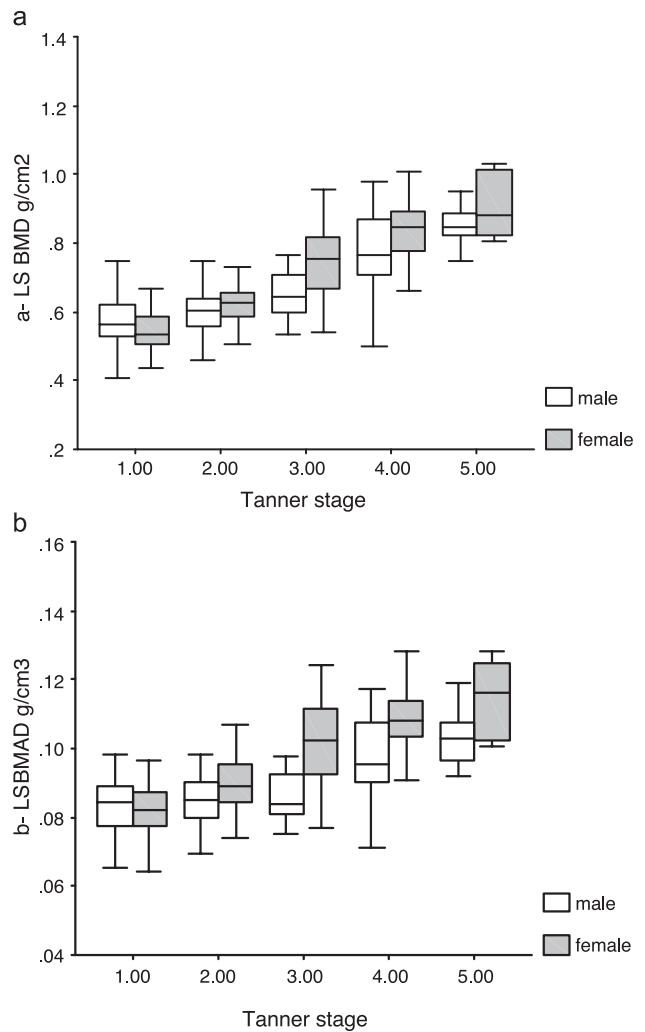 a
1.4
1.2
1.0
.8
.6
.4
.2
a- LS BMD g/cm2
1.00 2.00 3.00 4.00 5.00
Tanner stage
male
female
b
.16
.14
.12
.10
.08
.06
.04
b- LSBMAD g/cm3
1.00 2.00 3.00 4.00 5.00
Tanner stage
male
female